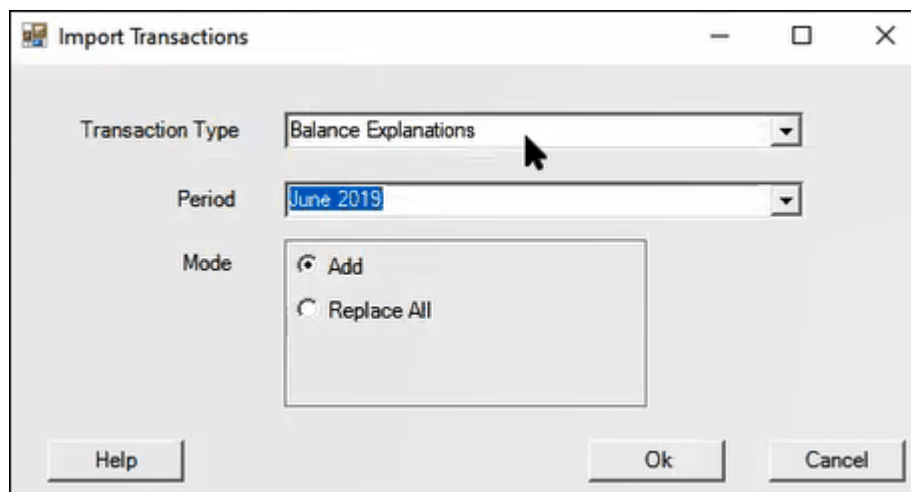 Import Transactions
Transaction Type Balance Explanations
Period June 2019
Mode Add
Replace All
Help Ok Cancel